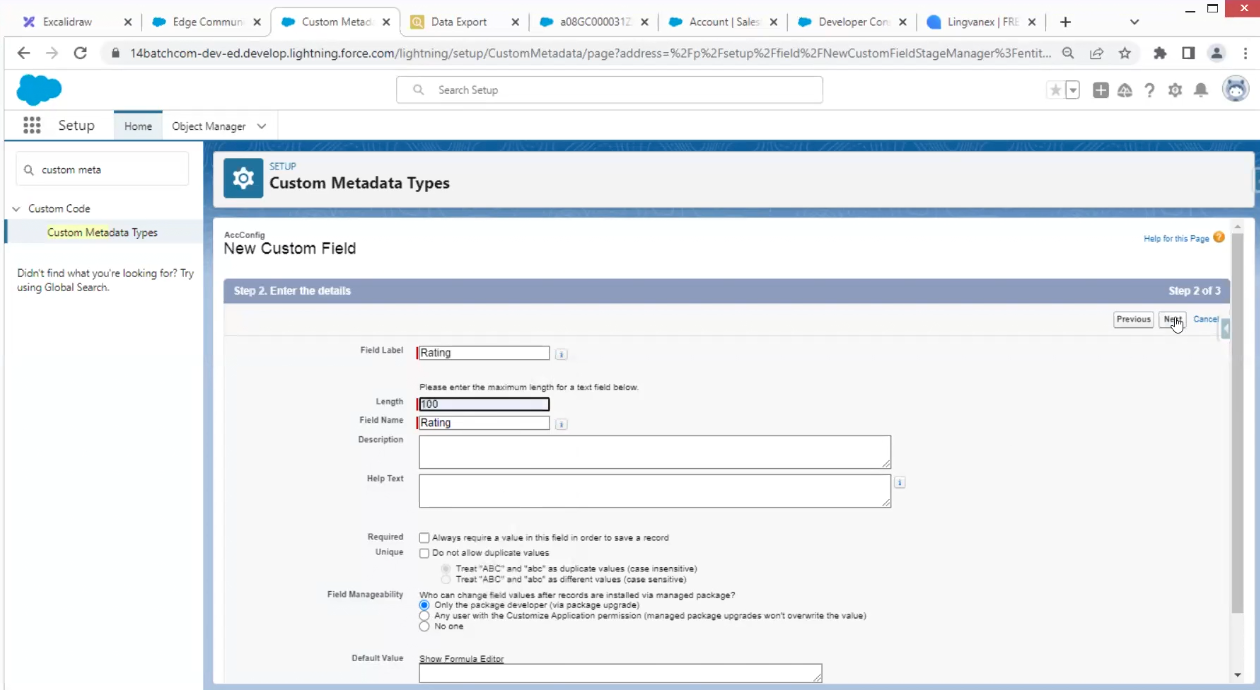 Excalidraw
Edge Commun
Custom Metad
Data Export
a08GC000031Z
Account | Sales
Developer Con
Lingvanex | FRE
14batchcom-dev-ed.develop.lightning.force.com/lightning/setup/CustomMetadata/page?address=%2Fp%2Fsetup%2Ffield%2FNewCustomFieldStageManager%3Fentit...
Search Setup
Setup
Home
Object Manager
custom meta
Custom Code
Custom Metadata Types
Didn't find what you're looking for? Try
using Global Search.
SETUP
Custom Metadata Types
AccConfig
New Custom Field
Help for this Page
Step 2. Enter the details
Step 2 of 3
Previous
Next
Cancel
Field Label
Rating
Please enter the maximum length for a text field below.
Length
100
Field Name
Rating
Description
Help Text
Required
Always require a value in this field in order to save a record
Unique
Do not allow duplicate values
Treat "ABC" and "abc" as duplicate values (case insensitive)
Treat "ABC" and "abc" as different values (case sensitive)
Field Manageability
Who can change field values after records are installed via managed package?
Only the package developer (via package upgrade)
Any user with the Customize Application permission (managed package upgrades won't overwrite the value)
No one
Default Value
Show Formula Editor